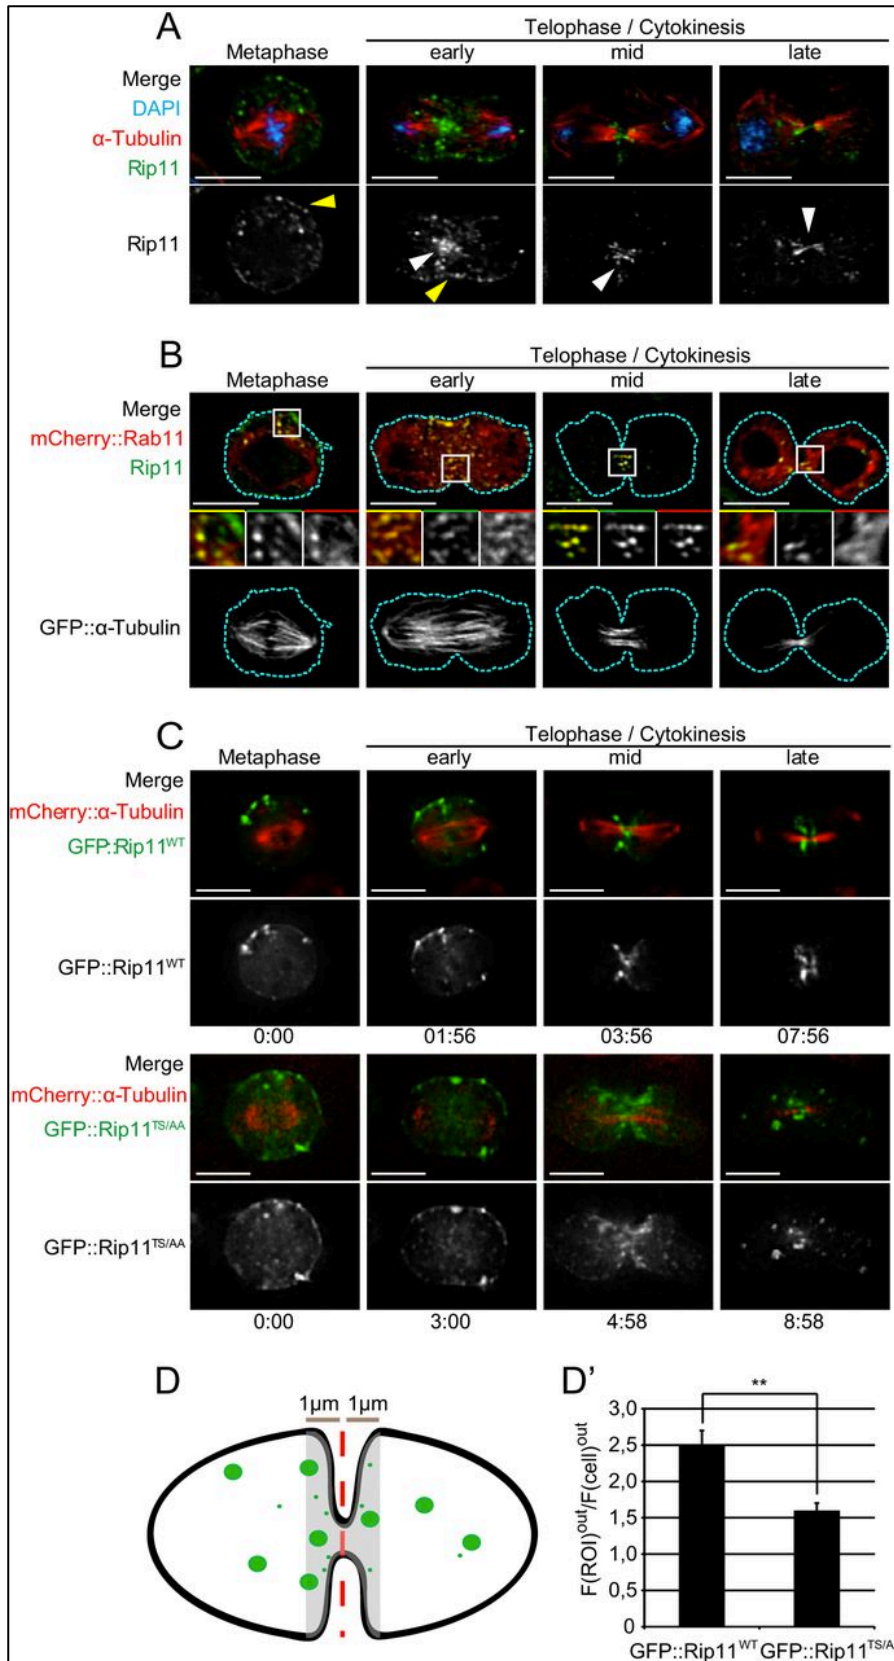 A
Telophase / Cytokinesis
Metaphase early mid late
Merge
DAPI
α-Tubulin
Rip11
Rip11
B
Telophase / Cytokinesis
Metaphase early mid late
Merge
mCherry::Rab11
Rip11
GFP::α-Tubulin
C
Telophase / Cytokinesis
Metaphase early mid late
Merge
mCherry::α-Tubulin
GFP::Rip11WT
GFP::Rip11WT
0:00 01:56 03:56 07:56
Merge
mCherry::α-Tubulin
GFP::Rip11TS/AA
GFP::Rip11TS/AA
0:00 3:00 4:58 8:58
D
1µm 1µm
D'
**
3,0
2,5
2,0
1,5
1,0
0,5
0
F(ROI)out/F(cell)out
GFP::Rip11WT GFP::Rip11TS/A